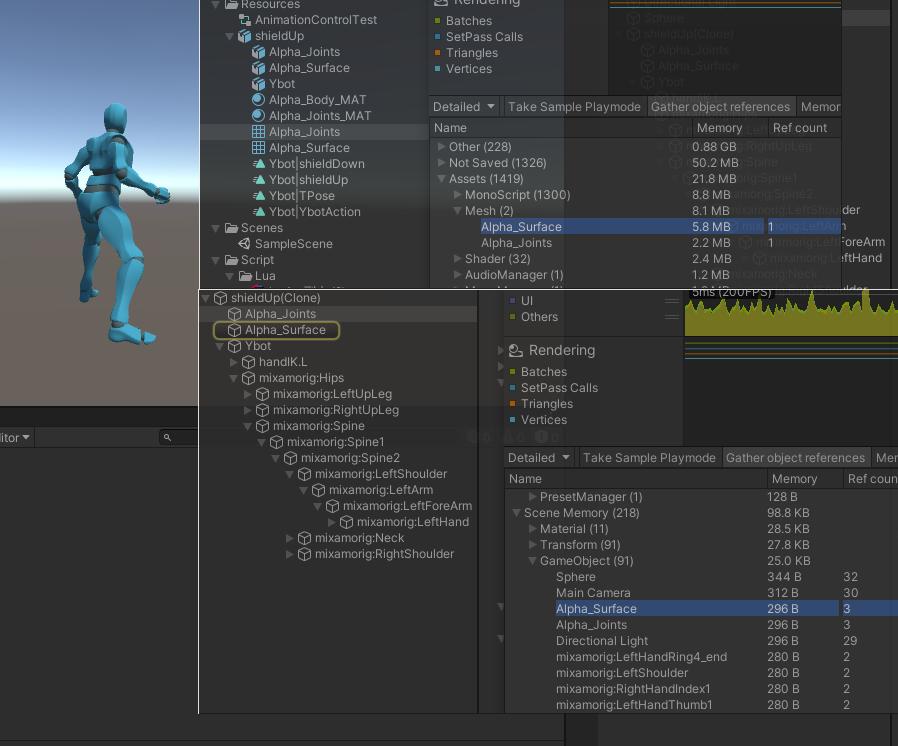 Resources
AnimationControlTest
shieldUp
Alpha_Joints
Alpha_Surface
Ybot
Alpha_Body_MAT
Alpha_Joints_MAT
Alpha_Joints
Alpha_Surface
Ybot|shieldDown
Ybot|shieldUp
Ybot|TPose
Ybot|YbotAction
Scenes
SampleScene
Script
Lua
Rendering
Batches
SetPass Calls
Triangles
Vertices
Sphere
shieldUp(Clone)
Alpha_Joints
Alpha_Surface
Ybot
Detailed Take Sample Playmode Gather object references Memor
Name Memory Ref count
Other (228) 0.88 GB
Not Saved (1326) 50.2 MB
Assets (1419) 21.8 MB
MonoScript (1300) 8.8 MB
Mesh (2) 8.1 MB
Alpha_Surface 5.8 MB 1
Alpha_Joints 2.2 MB 1
Shader (32) 2.4 MB
AudioManager (1) 1.2 MB
shieldUp(Clone)
Alpha_Joints
Alpha_Surface
Ybot
handIK.L
mixamorig:Hips
mixamorig:LeftUpLeg
mixamorig:RightUpLeg
mixamorig:Spine
mixamorig:Spine1
mixamorig:Spine2
mixamorig:LeftShoulder
mixamorig:LeftArm
mixamorig:LeftForeArm
mixamorig:LeftHand
mixamorig:Neck
mixamorig:RightShoulder
itor
5ms (200FPS)
UI
Others
Rendering
Batches
SetPass Calls
Triangles
Vertices
Detailed Take Sample Playmode Gather object references Mem
Name Memory Ref coun
PresetManager (1) 128 B
Scene Memory (218) 98.8 KB
Material (11) 28.5 KB
Transform (91) 27.8 KB
GameObject (91) 25.0 KB
Sphere 344 B 32
Main Camera 312 B 30
Alpha_Surface 296 B 3
Alpha_Joints 296 B 3
Directional Light 296 B 29
mixamorig:LeftHandRing4_end 280 B 2
mixamorig:LeftShoulder 280 B 2
mixamorig:RightHandIndex1 280 B 2
mixamorig:LeftHandThumb1 280 B 2